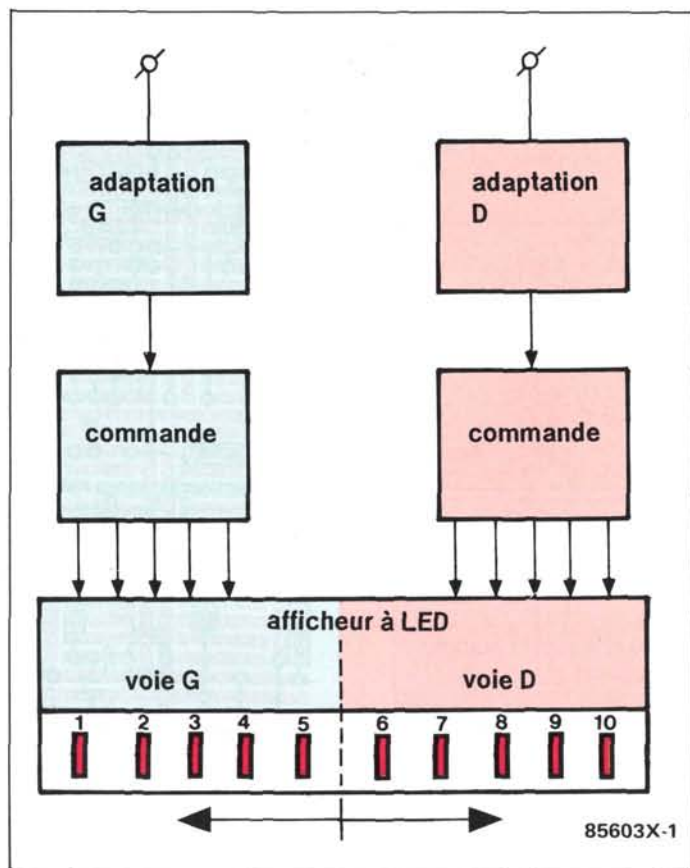 adaptation
G
adaptation
D
commande
commande
afficheur à LED
voie G
voie D
1 2 3 4 5 6 7 8 9 10
85603X-1